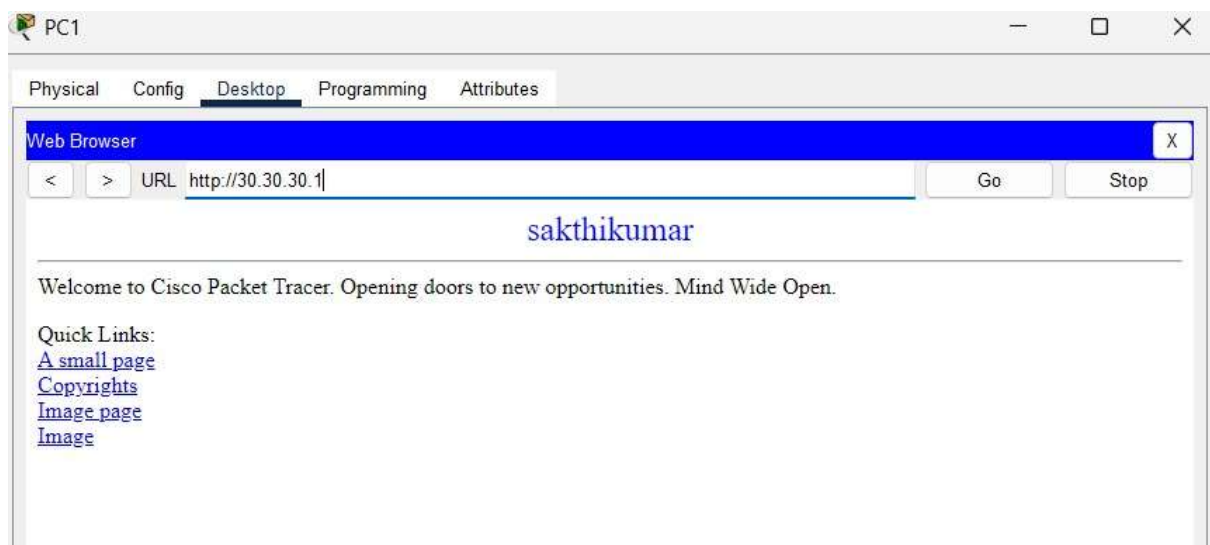 PC1
Physical Config Desktop Programming Attributes
Web Browser X
< > URL http://30.30.30.1 Go Stop
sakthikumar
Welcome to Cisco Packet Tracer. Opening doors to new opportunities. Mind Wide Open.
Quick Links:
A small page
Copyrights
Image page
Image